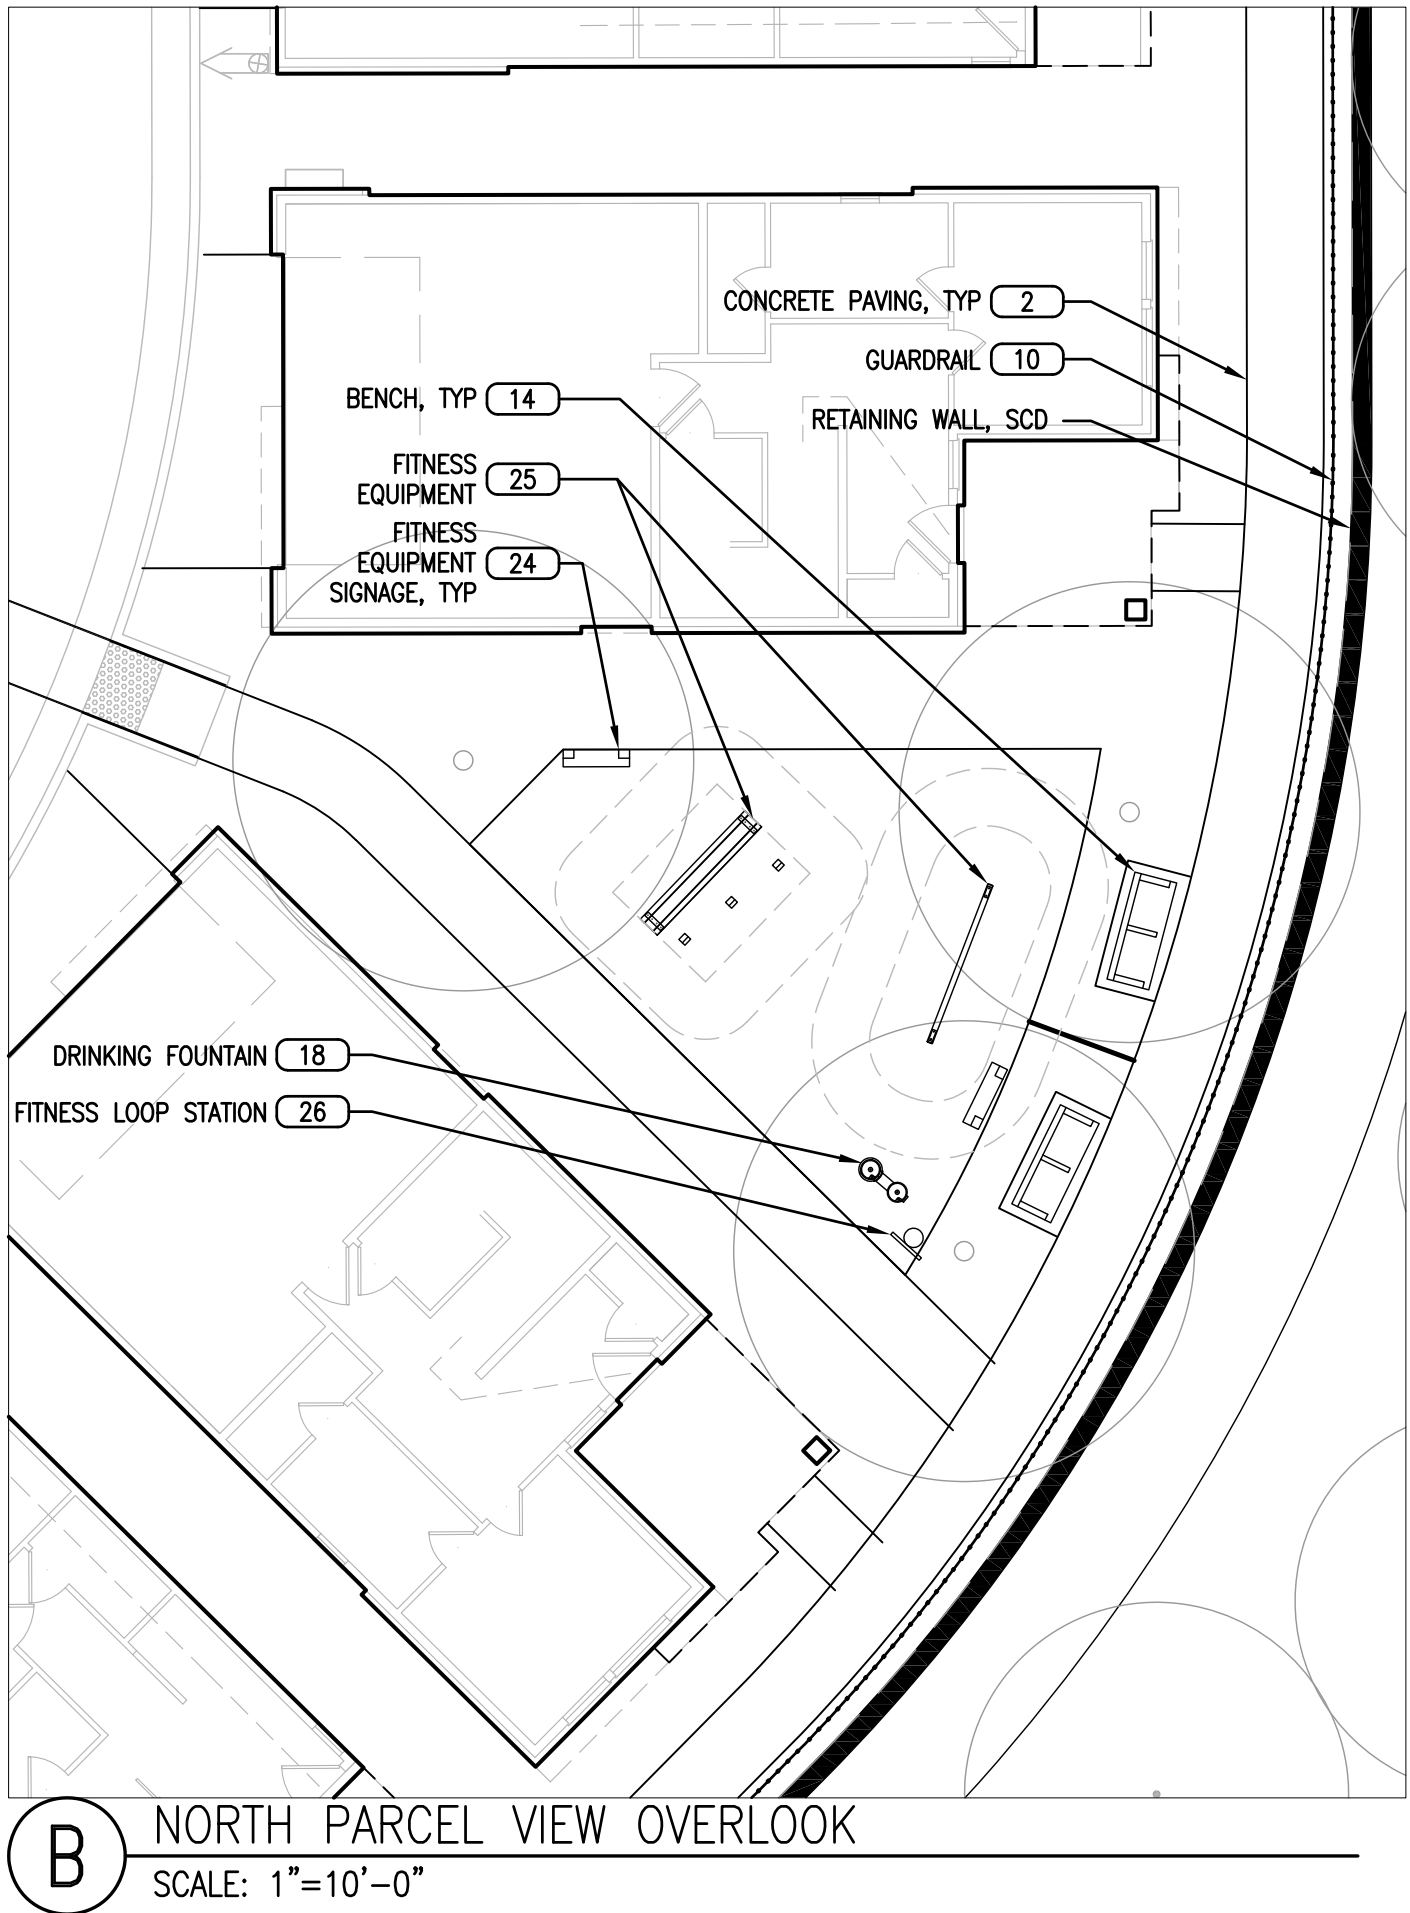 CONCRETE PAVING, TYP 2
GUARDRAIL 10
BENCH, TYP 14
RETAINING WALL, SCD
FITNESS
EQUIPMENT 25
FITNESS
EQUIPMENT 24
SIGNAGE, TYP
DRINKING FOUNTAIN 18
FITNESS LOOP STATION 26
B
NORTH PARCEL VIEW OVERLOOK
SCALE: 1"=10'-0"